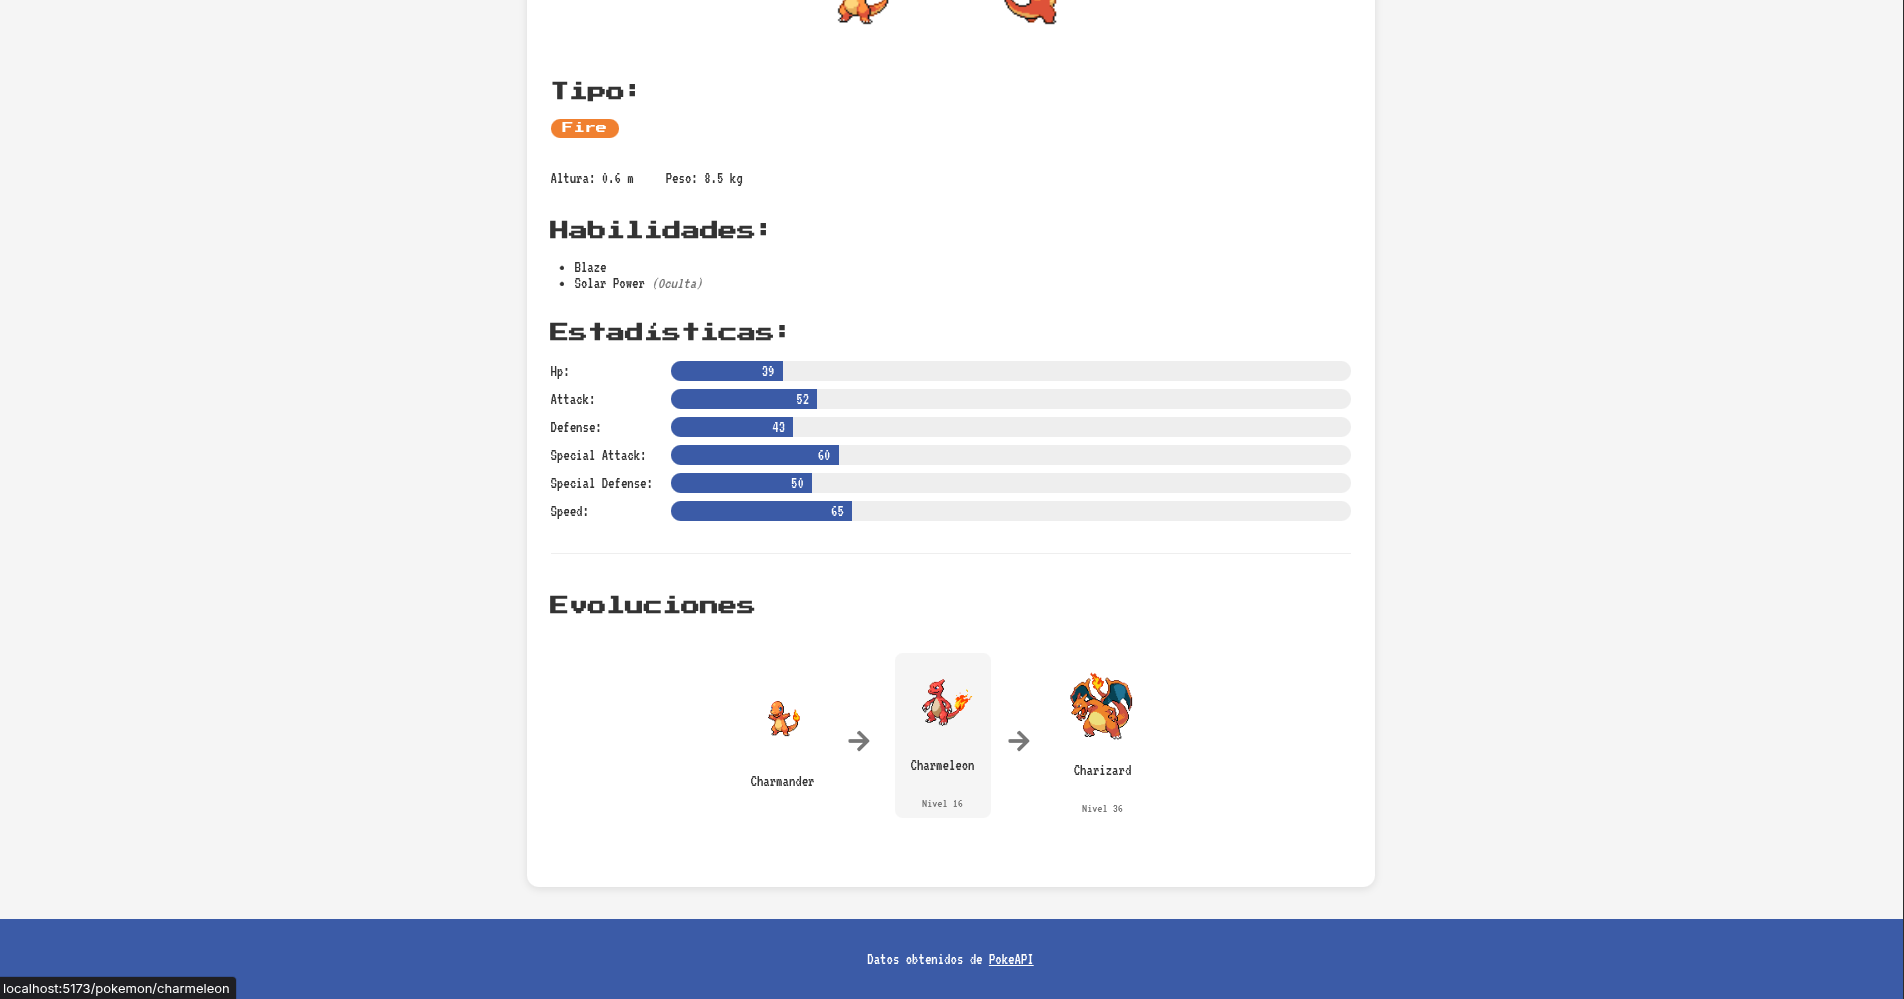 Tipo:
Fire
Altura: 0.6 m Peso: 8.5 kg
Habilidades:
• Blaze
• Solar Power (Oculta)
Estadísticas:
Hp: 39
Attack: 52
Defense: 43
Special Attack: 60
Special Defense: 50
Speed: 65
Evoluciones
Charmander
Charmeleon
Nivel 16
Charizard
Nivel 36
Datos obtenidos de PokeAPI
localhost:5173/pokemon/charmeleon